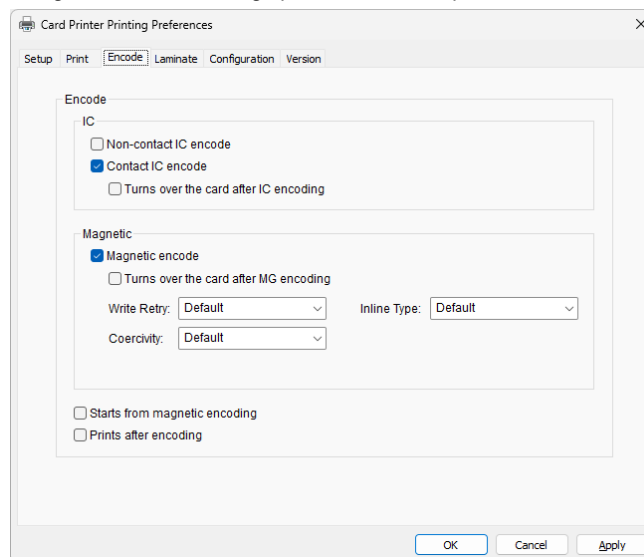 Card Printer Printing Preferences
Setup Print Encode Laminate Configuration Version
Encode
IC
Non-contact IC encode
Contact IC encode
Turns over the card after IC encoding
Magnetic
Magnetic encode
Turns over the card after MG encoding
Write Retry: Default Inline Type: Default
Coercivity: Default
Starts from magnetic encoding
Prints after encoding
OK Cancel Apply